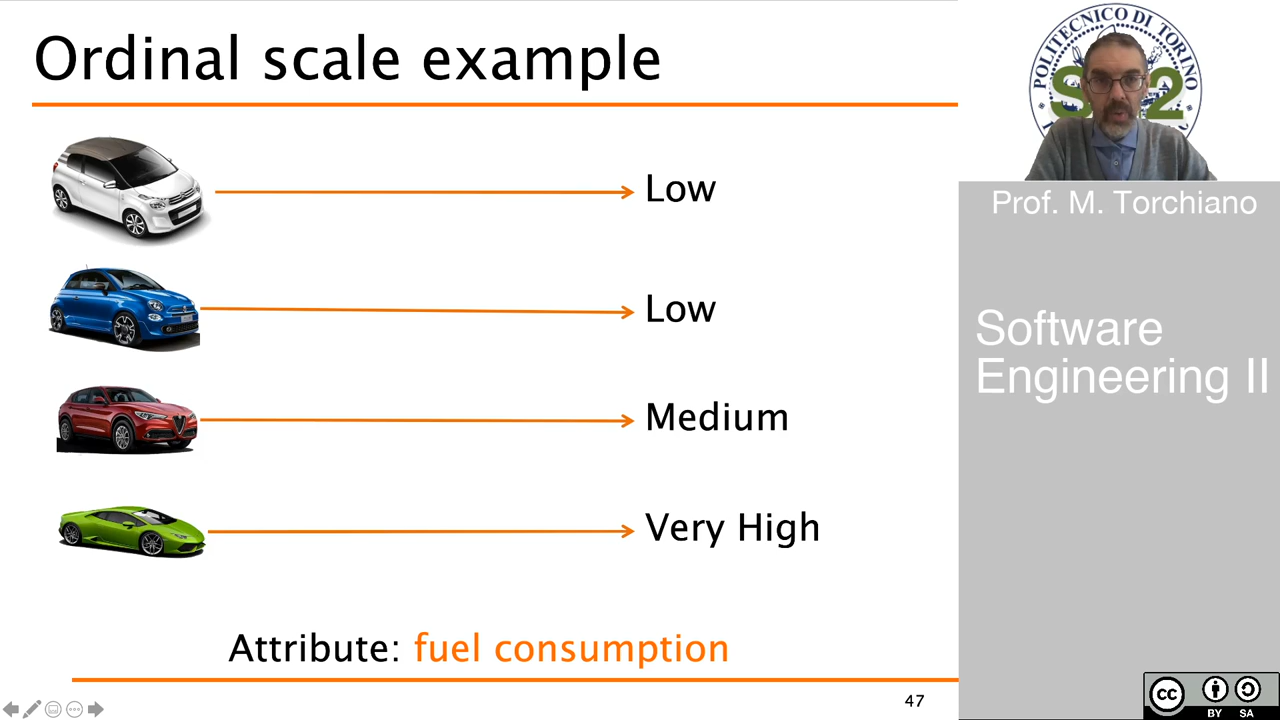 Ordinal scale example
POLITECNICO DI TORINO
Low
Prof. M. Torchiano
Low
Software
Engineering II
Medium
Very High
Attribute: fuel consumption
47
cc
BY SA